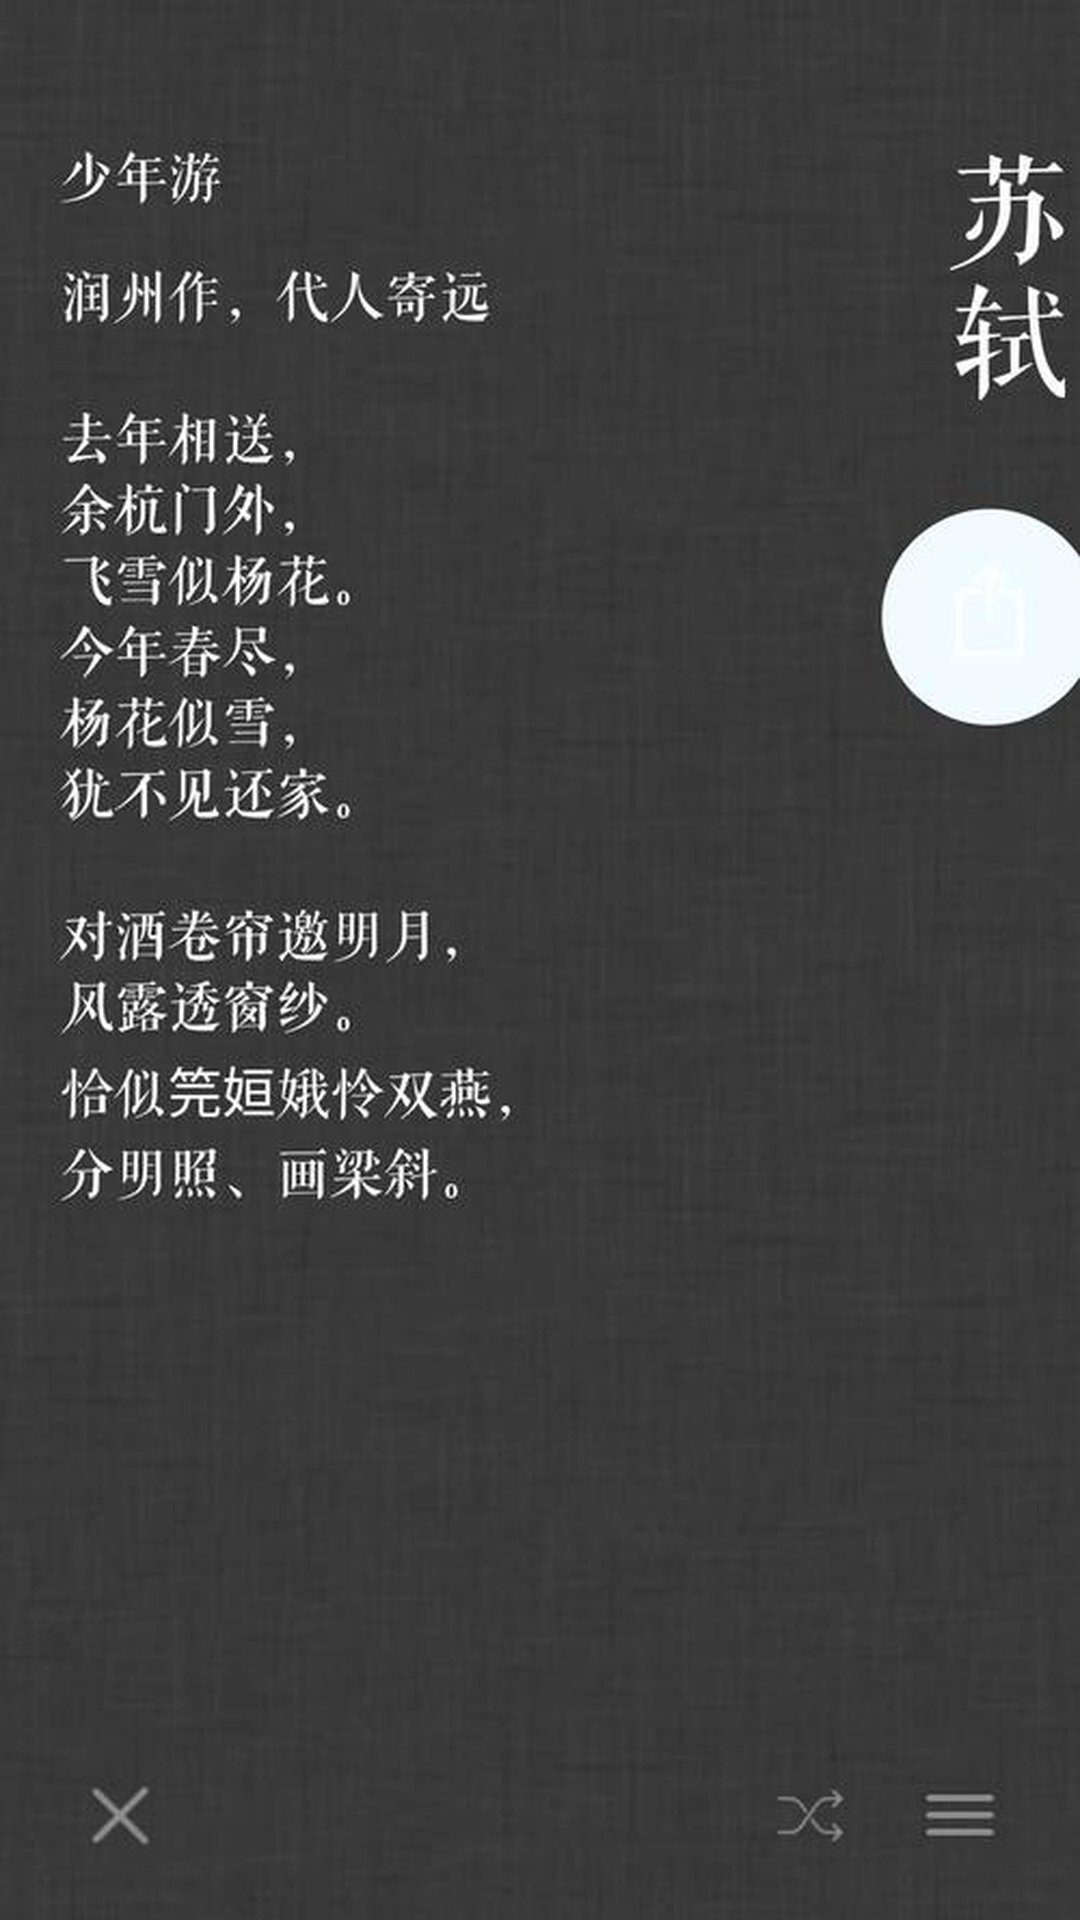 少年游
润州作，代人寄远
去年相送，
余杭门外，
飞雪似杨花。
今年春尽，
杨花似雪，
犹不见还家。
对酒卷帘邀明月，
风露透窗纱。
恰似笎姮娥怜双燕，
分明照、画梁斜。
苏轼